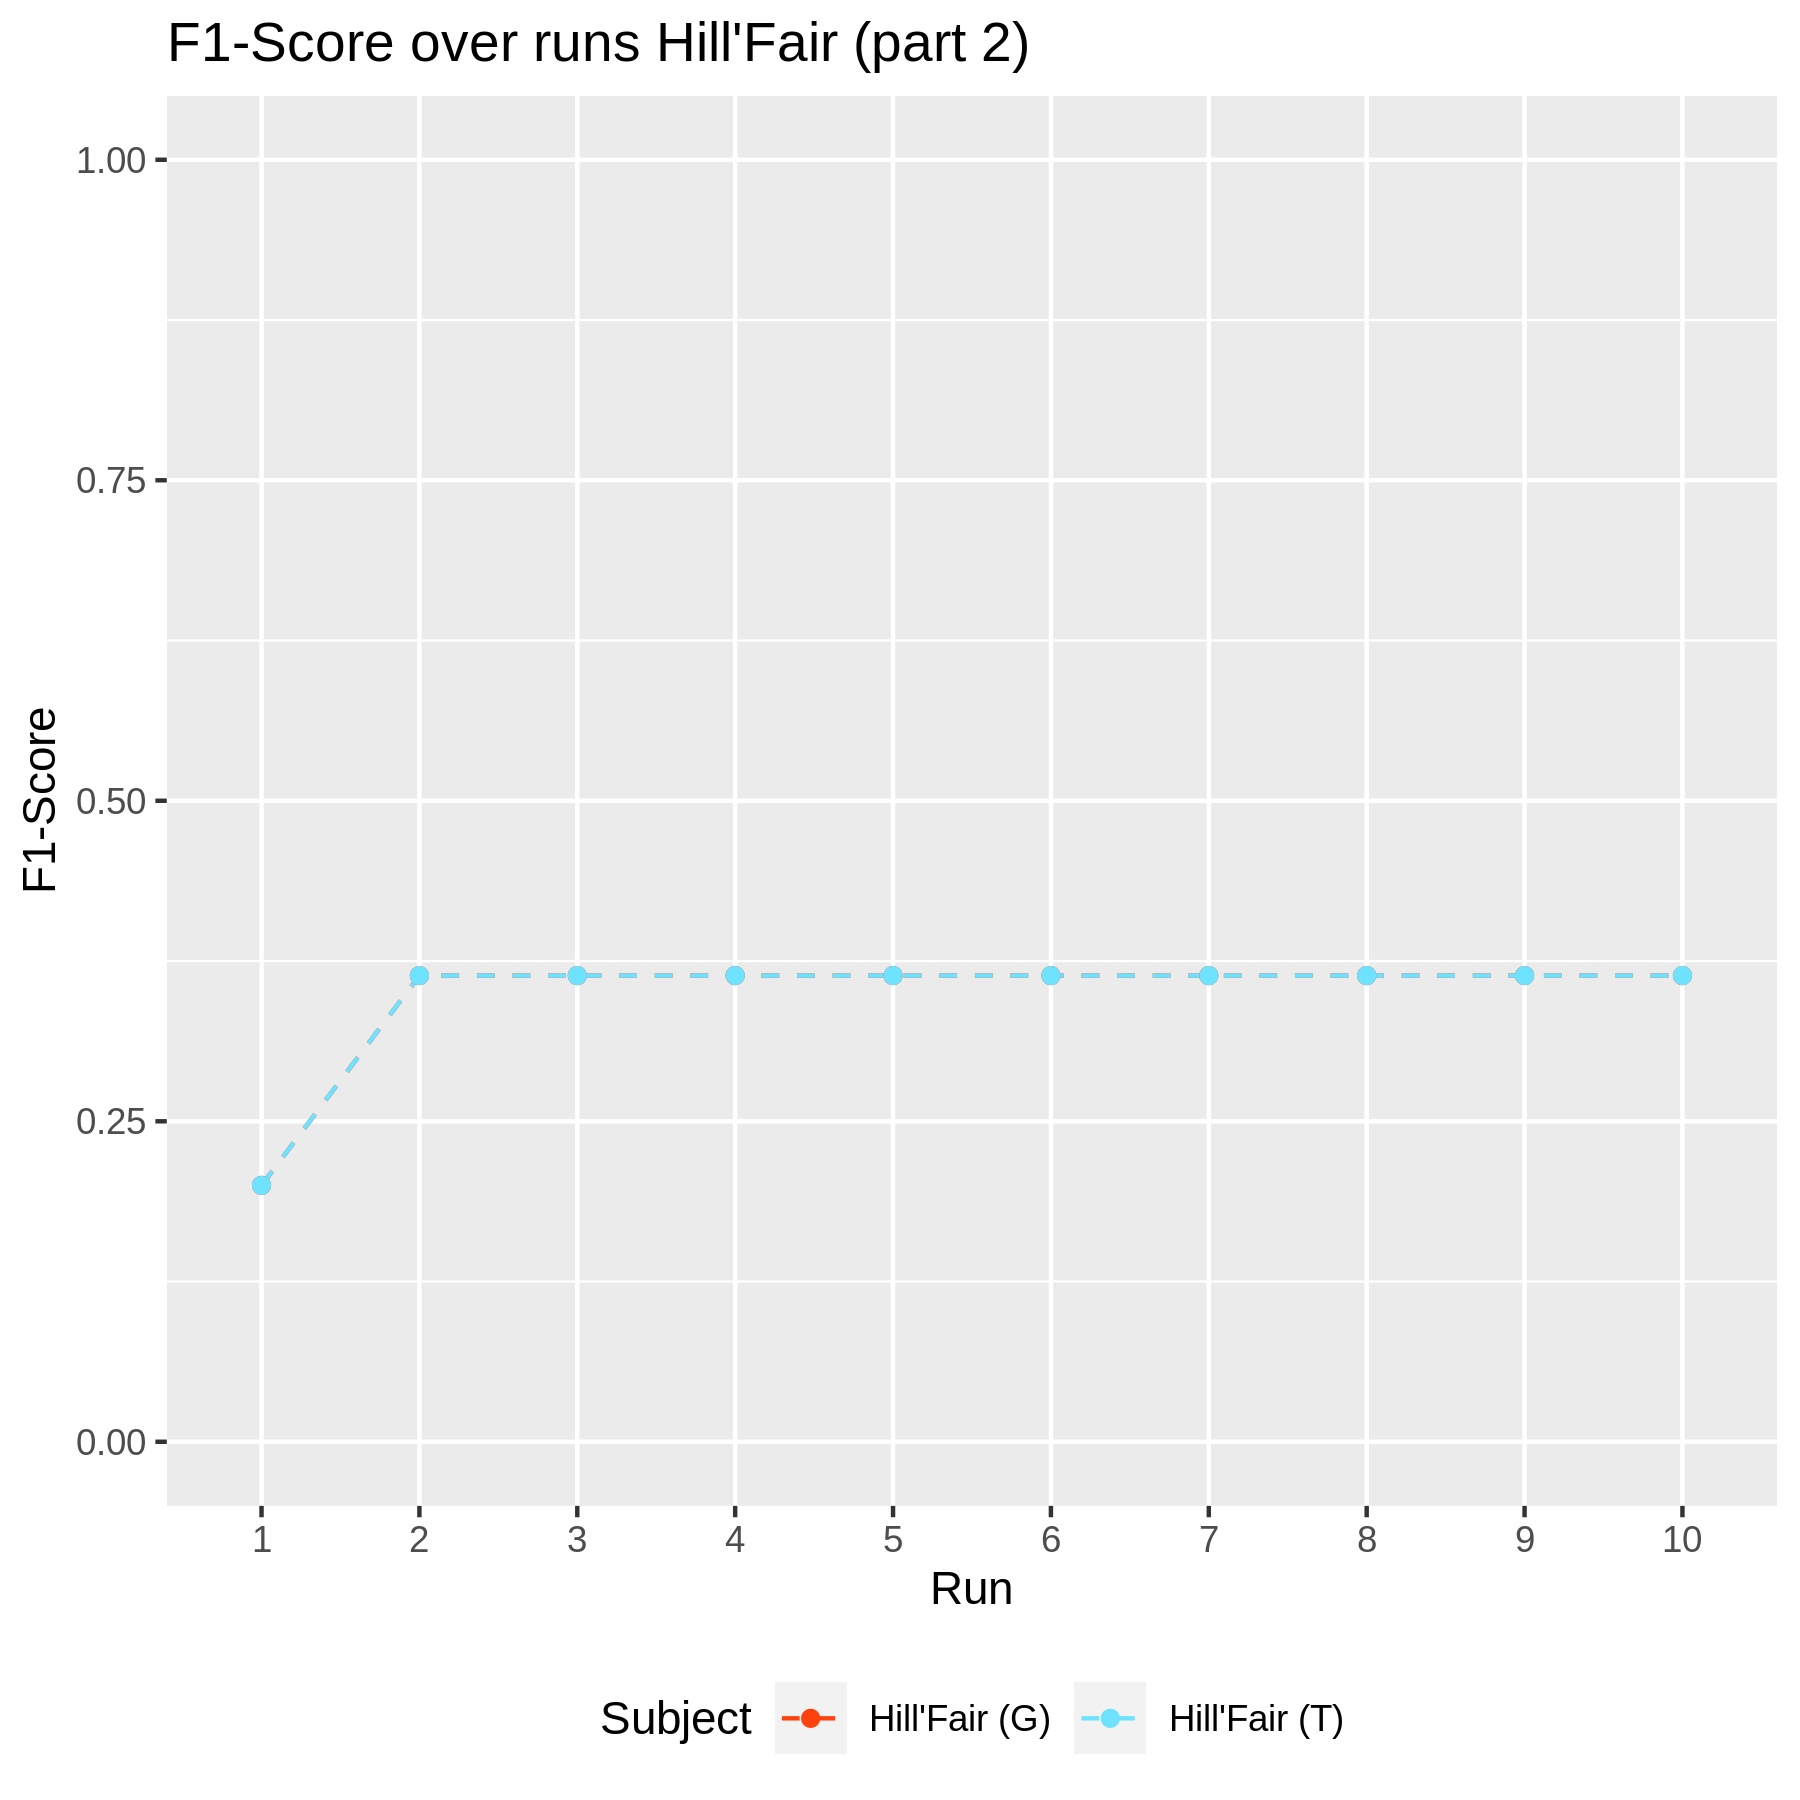 F1-Score over runs Hill'Fair (part 2)
1.00
0.75
0.50
0.25
0.00
F1-Score
1 2 3 4 5 6 7 8 9 10
Run
Subject Hill'Fair (G) Hill'Fair (T)